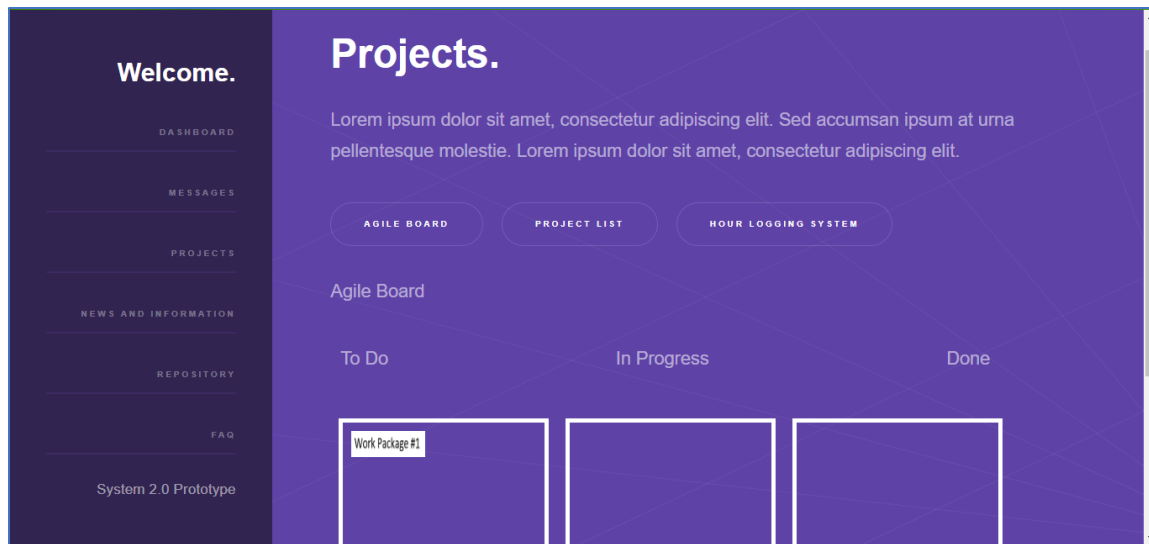 Welcome.
DASHBOARD
MESSAGES
PROJECTS
NEWS AND INFORMATION
REPOSITORY
FAQ
System 2.0 Prototype
Projects.
Lorem ipsum dolor sit amet, consectetur adipiscing elit. Sed accumsan ipsum at urna
pellentesque molestie. Lorem ipsum dolor sit amet, consectetur adipiscing elit.
AGILE BOARD PROJECT LIST HOUR LOGGING SYSTEM
Agile Board
To Do In Progress Done
Work Package #1